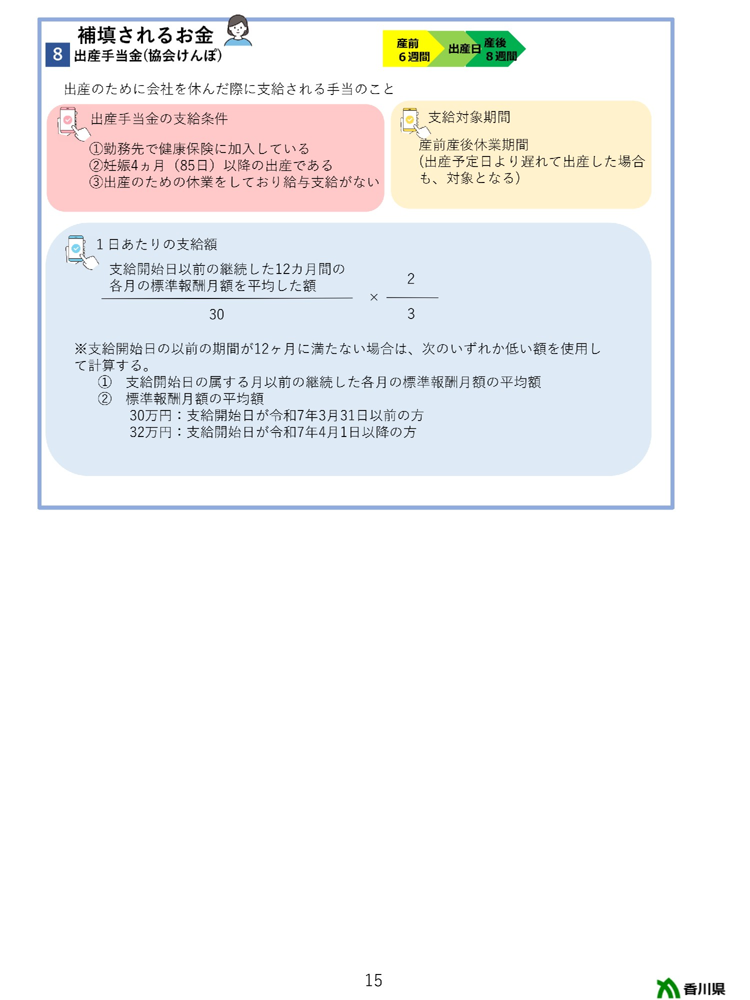 補填されるお金
8 出産手当金(協会けんぽ)
産前
6週間
出産日
産後
8週間
出産のために会社を休んだ際に支給される手当のこと
出産手当金の支給条件
①勤務先で健康保険に加入している
②妊娠4ヵ月（85日）以降の出産である
③出産のための休業をしており給与支給がない
支給対象期間
産前産後休業期間
(出産予定日より遅れて出産した場合
も、対象となる)
1日あたりの支給額
支給開始日以前の継続した12カ月間の
各月の標準報酬月額を平均した額
30
×
2
3
※支給開始日の以前の期間が12ヶ月に満たない場合は、次のいずれか低い額を使用し
て計算する。
① 支給開始日の属する月以前の継続した各月の標準報酬月額の平均額
② 標準報酬月額の平均額
30万円：支給開始日が令和7年3月31日以前の方
32万円：支給開始日が令和7年4月1日以降の方
15
香川県